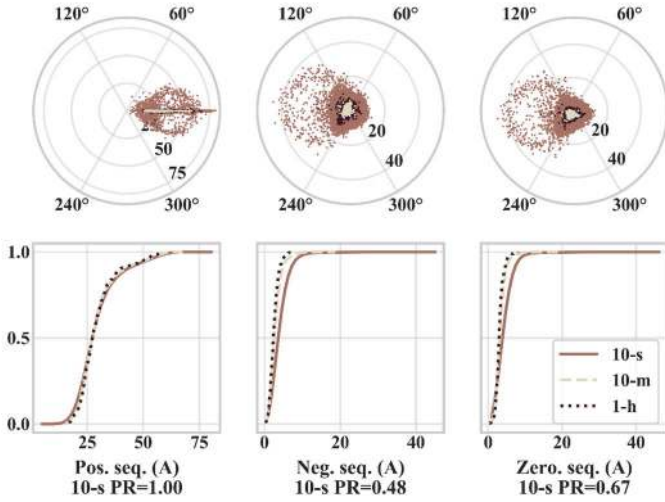 120° 60° 120° 60° 120° 60°
50 75 20 40 20 40
240° 300° 240° 300° 240° 300°
1.0
0.5
0.0
10-s
10-m
1-h
25 50 75 0 20 40 0 20 40
Pos. seq. (A) Neg. seq. (A) Zero. seq. (A)
10-s PR=1.00 10-s PR=0.48 10-s PR=0.67